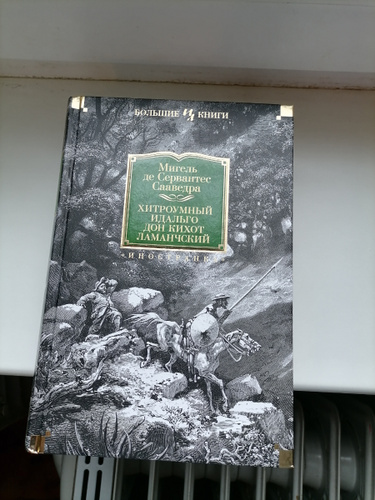 БОЛЬШИЕ КНИГИ
Мигель
де Сервантес
Сааведра
ХИТРОУМНЫЙ
ИДАЛЬГО
ДОН КИХОТ
ЛАМАНЧСКИЙ
ИНОСТРАНКА